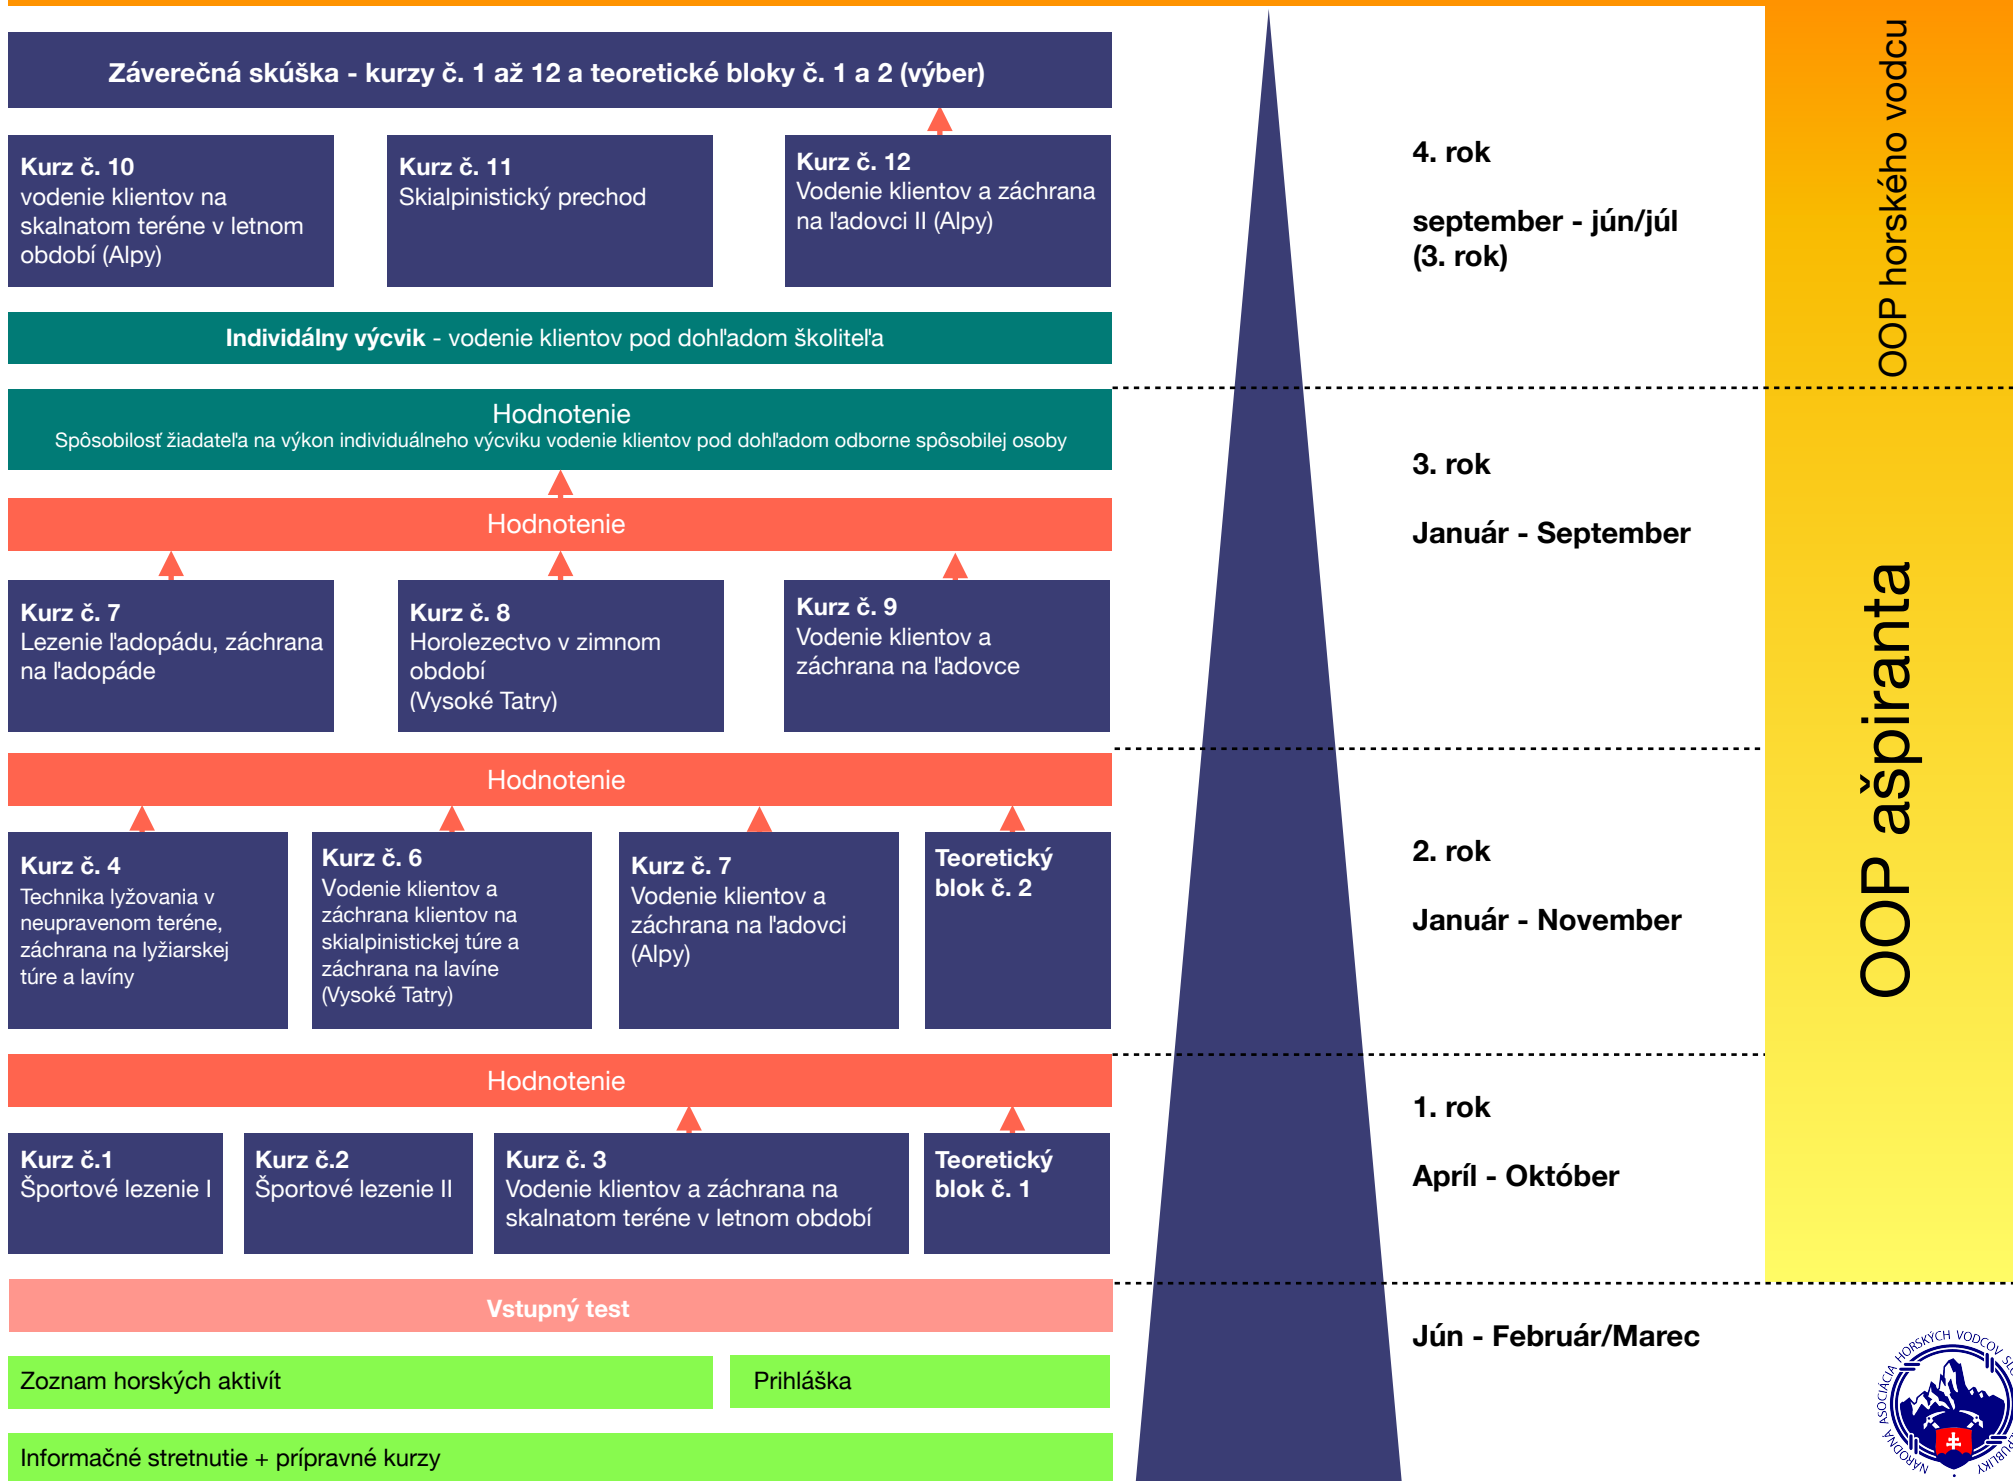 Záverečná skúška - kurzy č. 1 až 12 a teoretické bloky č. 1 a 2 (výber)
Kurz č. 10
vodenie klientov na
skalnatom teréne v letnom
období (Alpy)
Kurz č. 11
Skialpinistický prechod
Kurz č. 12
Vodenie klientov a záchrana
na ľadovci II (Alpy)
4. rok
september - jún/júl
(3. rok)
OOP horského vodcu
Individálny výcvik - vodenie klientov pod dohľadom školiteľa
Hodnotenie
Spôsobilosť žiadateľa na výkon individuálneho výcviku vodenie klientov pod dohľadom odborne spôsobilej osoby
Hodnotenie
3. rok
Január - September
Kurz č. 7
Lezenie ľadopádu, záchrana
na ľadopáde
Kurz č. 8
Horolezectvo v zimnom
období
(Vysoké Tatry)
Kurz č. 9
Vodenie klientov a
záchrana na ľadovce
OOP ašpiranta
Hodnotenie
Kurz č. 4
Technika lyžovania v
neupravenom teréne,
záchrana na lyžiarskej
túre a lavíny
Kurz č. 6
Vodenie klientov a
záchrana klientov na
skialpinistickej túre a
záchrana na lavíne
(Vysoké Tatry)
Kurz č. 7
Vodenie klientov a
záchrana na ľadovci
(Alpy)
Teoretický
blok č. 2
2. rok
Január - November
Hodnotenie
Kurz č.1
Športové lezenie I
Kurz č.2
Športové lezenie II
Kurz č. 3
Vodenie klientov a záchrana na
skalnatom teréne v letnom období
Teoretický
blok č. 1
1. rok
Apríl - Október
Vstupný test
Jún - Február/Marec
Zoznam horských aktivít
Prihláška
Informačné stretnutie + prípravné kurzy
NÁRODNÁ ASOCIÁCIA HORSKÝCH VODCOV